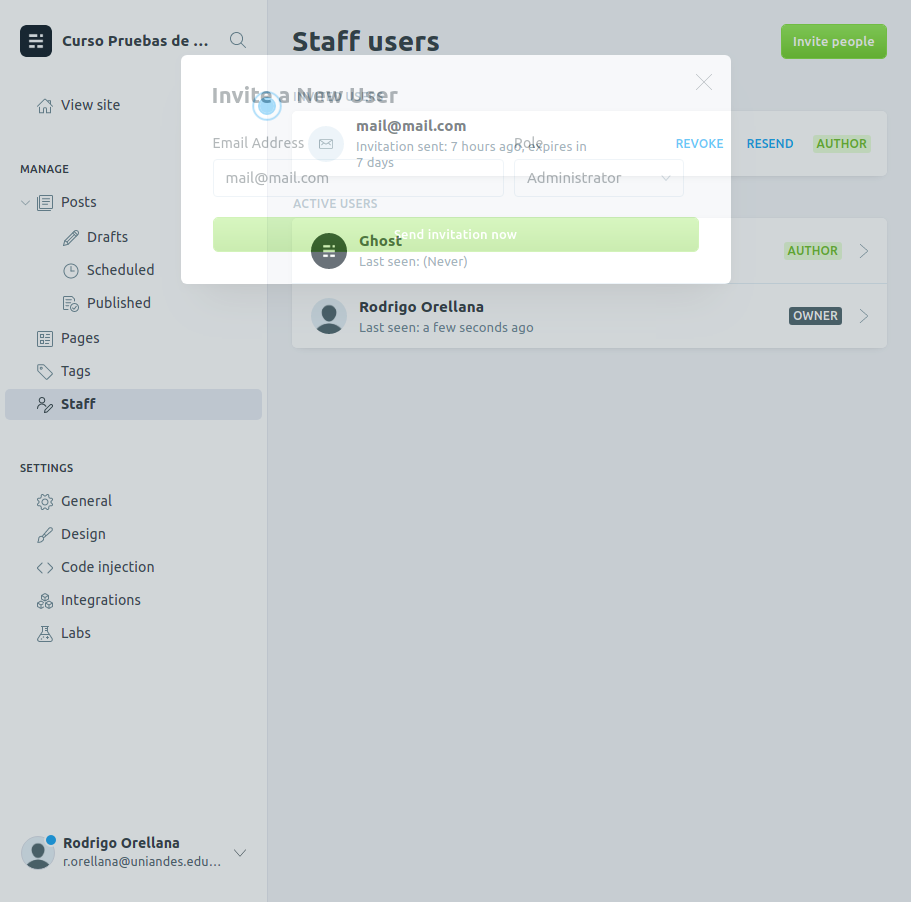 Curso Pruebas de ...
View site
MANAGE
Posts
Drafts
Scheduled
Published
Pages
Tags
Staff
SETTINGS
General
Design
Code injection
Integrations
Labs
Rodrigo Orellana
r.orellana@uniandes.edu...
Staff users
Invite people
INVITED USERS
mail@mail.com
Invitation sent: 7 hours ago, expires in
7 days
REVOKE RESEND AUTHOR
ACTIVE USERS
Ghost
Last seen: (Never)
AUTHOR
Rodrigo Orellana
Last seen: a few seconds ago
OWNER
Invite a New User
Email Address
Role
mail@mail.com
Administrator
Send invitation now